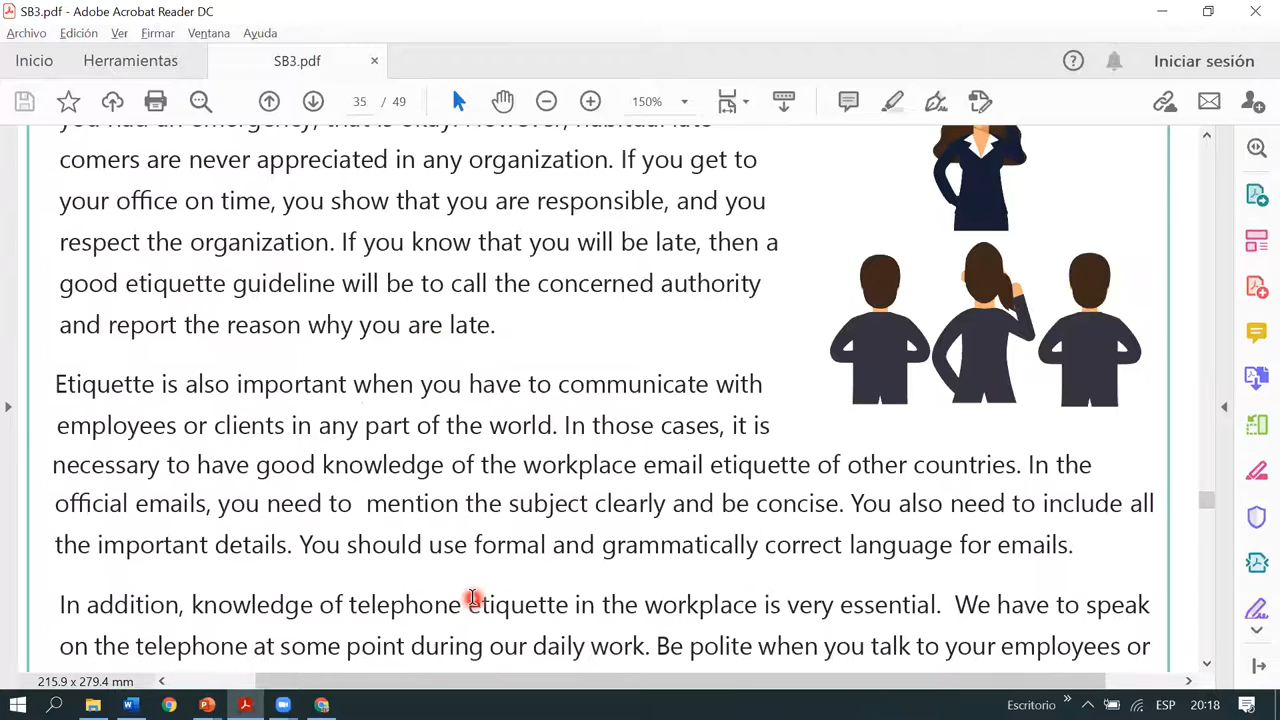 SB3.pdf - Adobe Acrobat Reader DC
Archivo Edición Ver Firmar Ventana Ayuda
Inicio Herramientas SB3.pdf × ? Iniciar sesión
35 / 49 150%
comers are never appreciated in any organization. If you get to
your office on time, you show that you are responsible, and you
respect the organization. If you know that you will be late, then a
good etiquette guideline will be to call the concerned authority
and report the reason why you are late.
Etiquette is also important when you have to communicate with
employees or clients in any part of the world. In those cases, it is
necessary to have good knowledge of the workplace email etiquette of other countries. In the
official emails, you need to mention the subject clearly and be concise. You also need to include all
the important details. You should use formal and grammatically correct language for emails.
In addition, knowledge of telephone etiquette in the workplace is very essential. We have to speak
on the telephone at some point during our daily work. Be polite when you talk to your employees or
215.9 x 279.4 mm
Escritorio » ESP 20:18